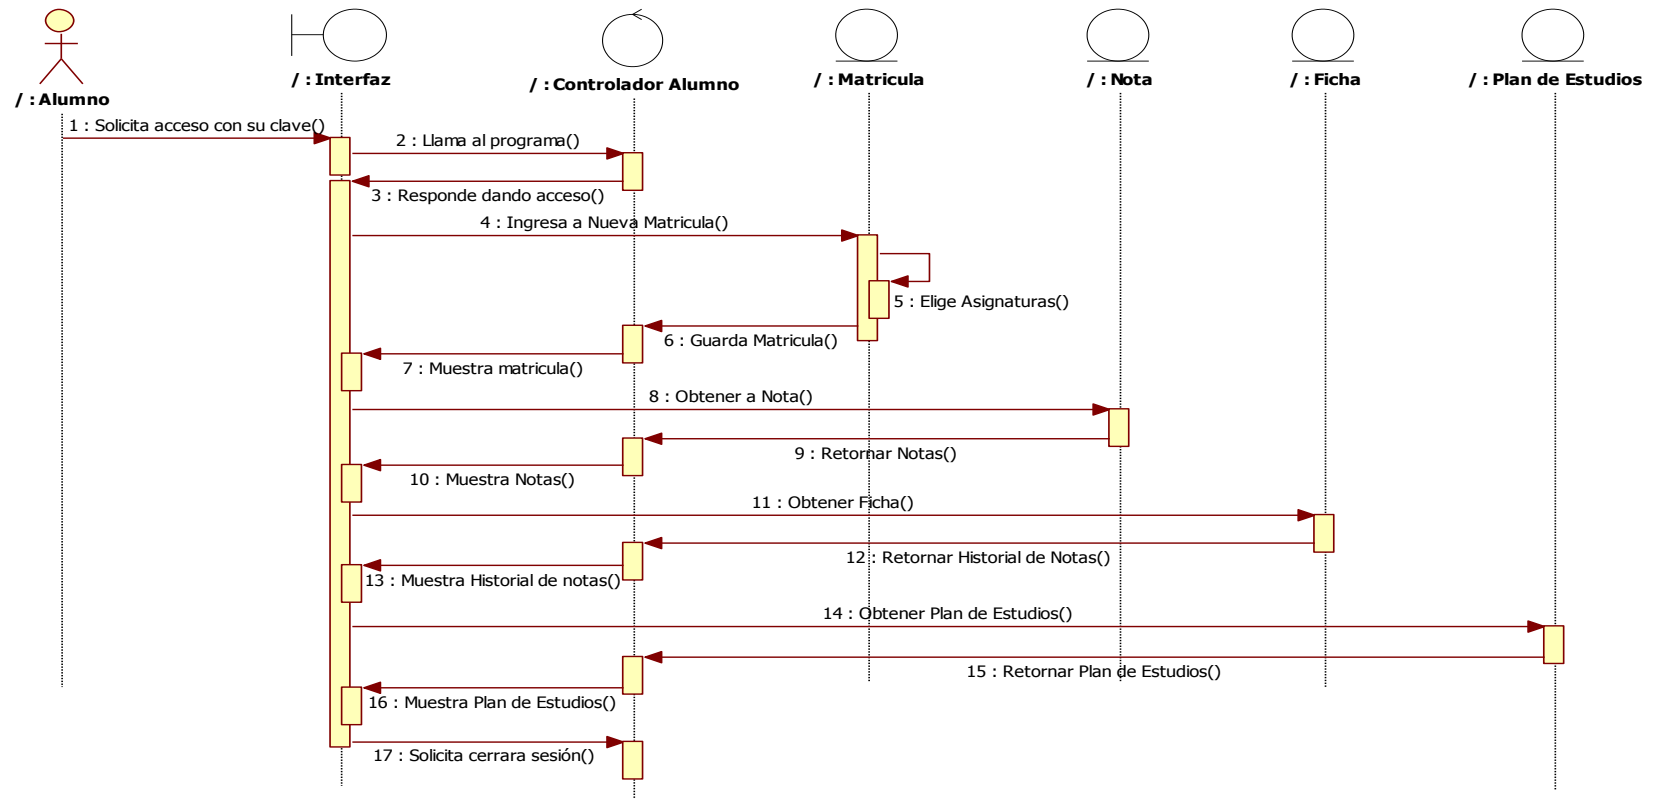 / : Interfaz
/ : Controlador Alumno
/ : Matricula
/ : Nota
/ : Ficha
/ : Plan de Estudios
/ : Alumno
1 : Solicita acceso con su clave()
2 : Llama al programa()
3 : Responde dando acceso()
4 : Ingresa a Nueva Matricula()
5 : Elige Asignaturas()
6 : Guarda Matricula()
7 : Muestra matricula()
8 : Obtener a Nota()
9 : Retornar Notas()
10 : Muestra Notas()
11 : Obtener Ficha()
12 : Retornar Historial de Notas()
13 : Muestra Historial de notas()
14 : Obtener Plan de Estudios()
15 : Retornar Plan de Estudios()
16 : Muestra Plan de Estudios()
17 : Solicita cerrara sesión()